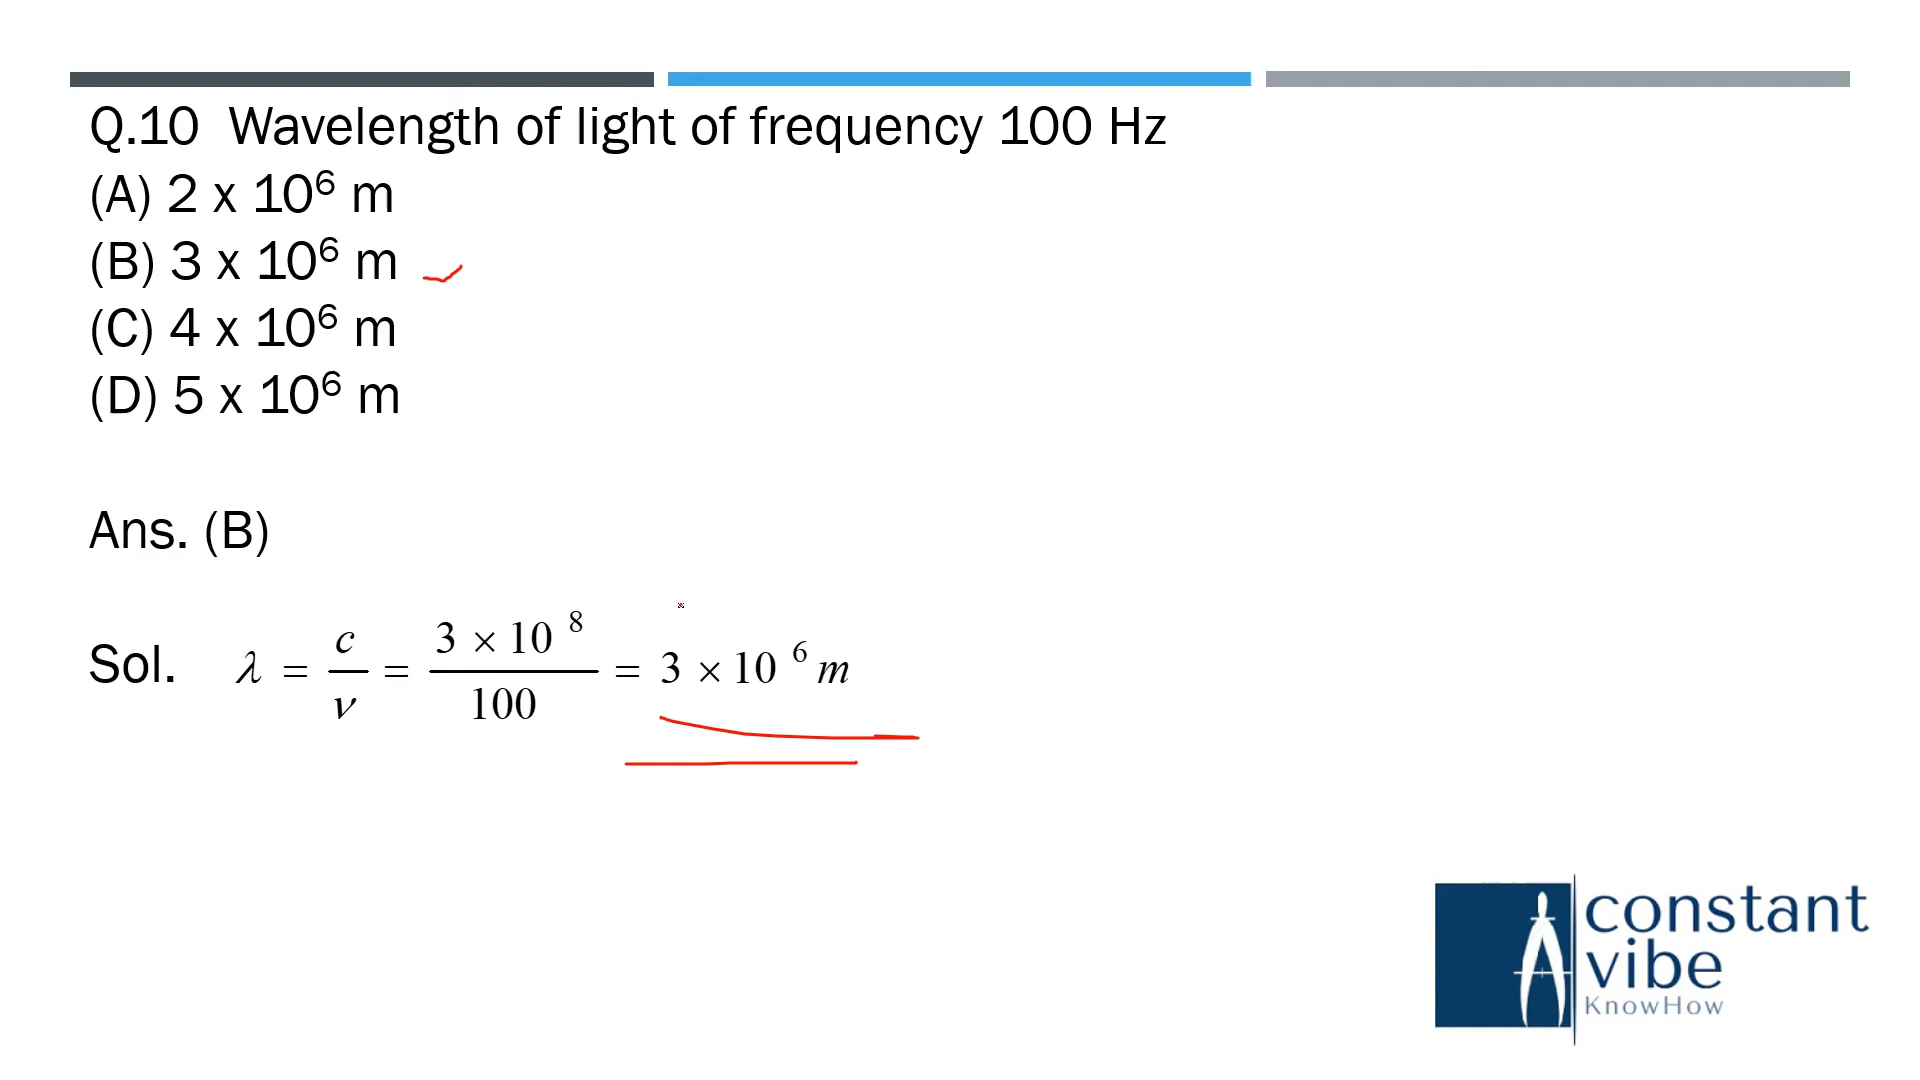 Q.10 Wavelength of light of frequency 100 Hz
(A) 2 x 10⁶ m
(B) 3 x 10⁶ m
(C) 4 x 10⁶ m
(D) 5 x 10⁶ m
Ans. (B)
Sol. λ = c/ν = 3 × 10⁸/100 = 3 × 10⁶ m
constant
vibe
KnowHow